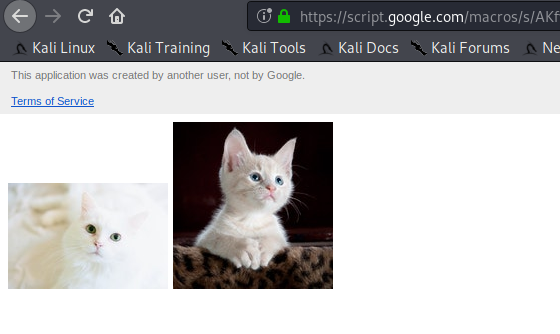 https://script.google.com/macros/s/AKf
Kali Linux Kali Training Kali Tools Kali Docs Kali Forums Ne
This application was created by another user, not by Google.
Terms of Service